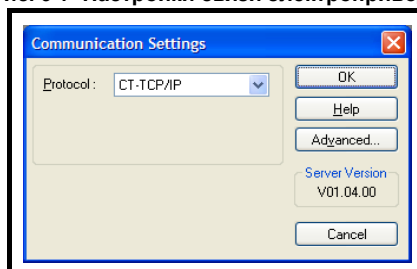 Communication Settings
Protocol: CT-TCP/IP
OK
Help
Advanced...
Server Version
V01.04.00
Cancel